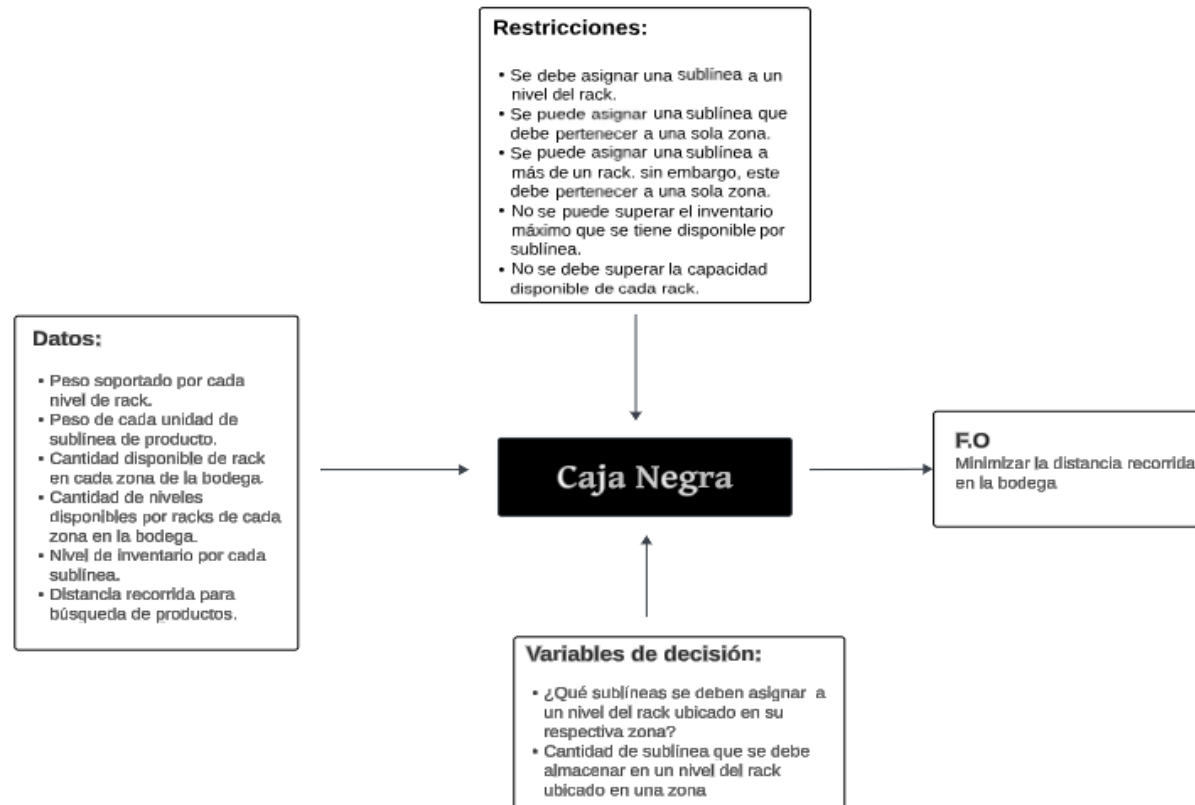 Restricciones:
• Se debe asignar una sublínea a un
nivel del rack.
• Se puede asignar una sublínea que
debe pertenecer a una sola zona.
• Se puede asignar una sublínea a
más de un rack. sin embargo, este
debe pertenecer a una sola zona.
• No se puede superar el inventario
máximo que se tiene disponible por
sublínea.
• No se debe superar la capacidad
disponible de cada rack.
Datos:
• Peso soportado por cada
nivel de rack.
• Peso de cada unidad de
sublínea de producto.
• Cantidad disponible de rack
en cada zona de la bodega.
• Cantidad de niveles
disponibles por racks de cada
zona en la bodega.
• Nivel de inventario por cada
sublínea.
• Distancia recorrida para
búsqueda de productos.
Caja Negra
F.O
Minimizar la distancia recorrida
en la bodega
Variables de decisión:
• ¿Qué sublíneas se deben asignar a
un nivel del rack ubicado en su
respectiva zona?
• Cantidad de sublínea que se debe
almacenar en un nivel del rack
ubicado en una zona